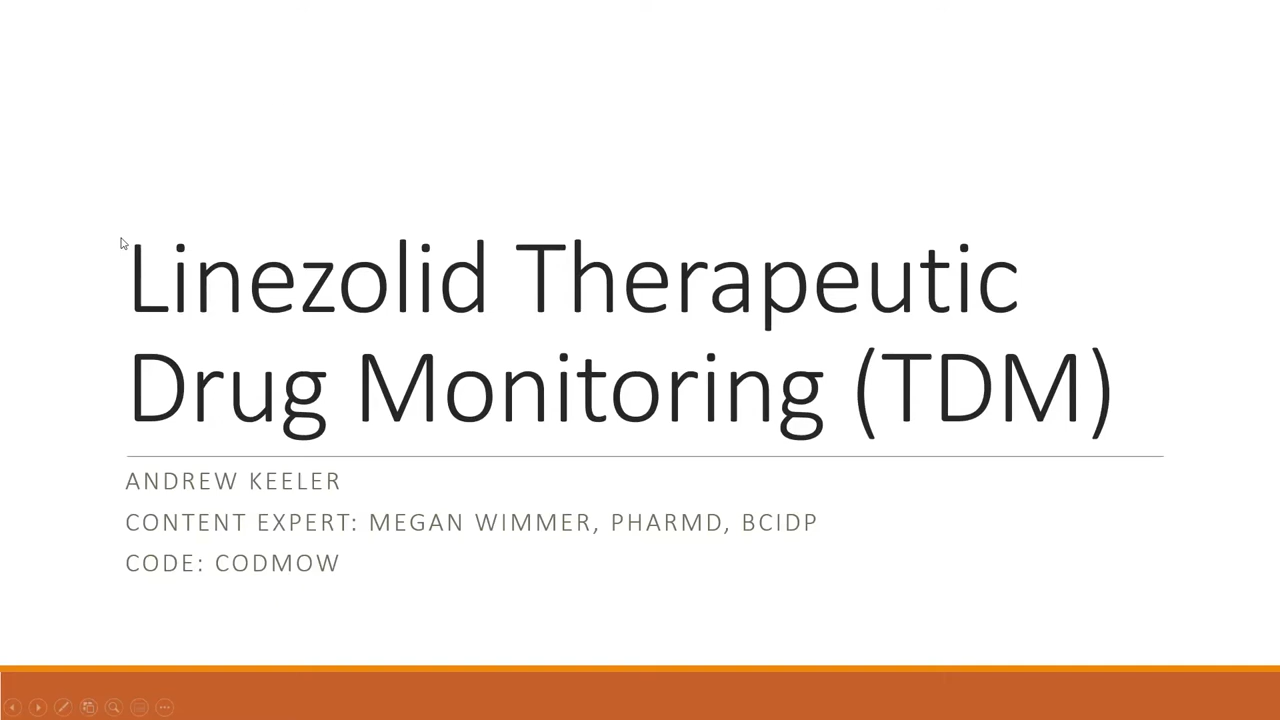 Linezolid Therapeutic
Drug Monitoring (TDM)
ANDREW KEELER
CONTENT EXPERT: MEGAN WIMMER, PHARMD, BCIDP
CODE: CODMOW